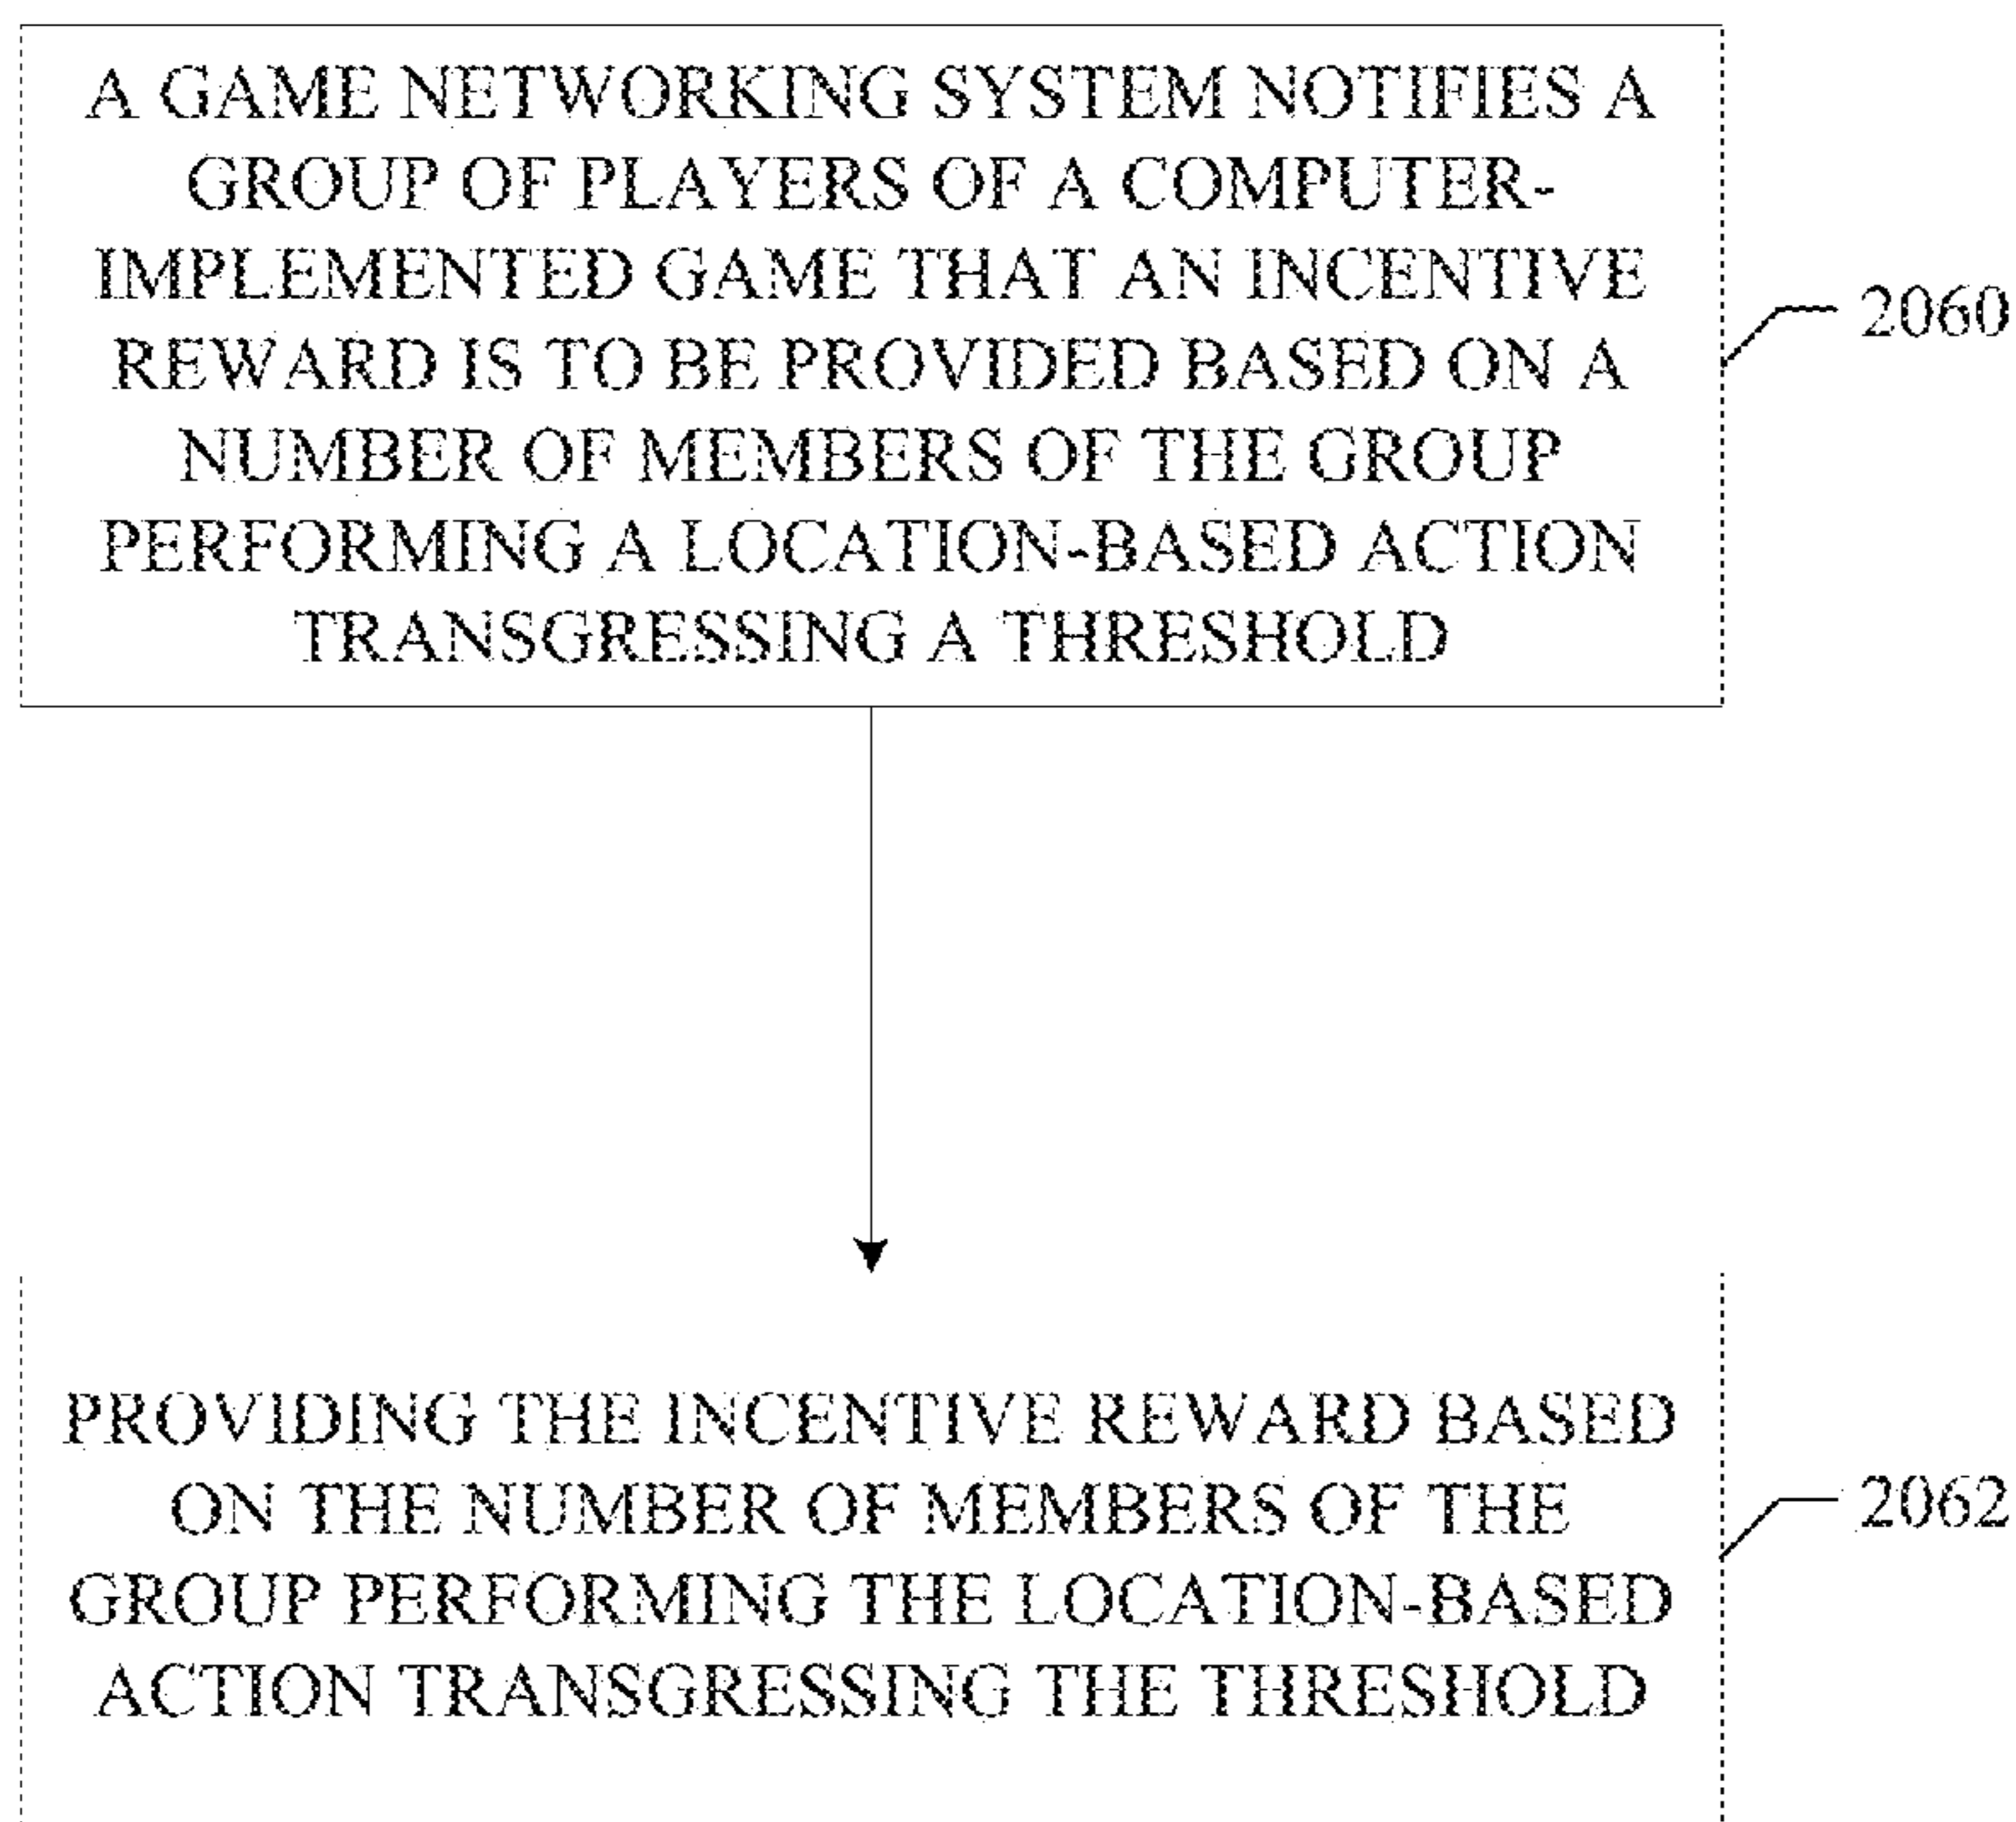 A GAME NETWORKING SYSTEM NOTIFIES A
GROUP OF PLAYERS OF A COMPUTER-
IMPLEMENTED GAME THAT AN INCENTIVE
REWARD IS TO BE PROVIDED BASED ON A
NUMBER OF MEMBERS OF THE GROUP
PERFORMING A LOCATION-BASED ACTION
TRANSGRESSING A THRESHOLD
2060
PROVIDING THE INCENTIVE REWARD BASED
ON THE NUMBER OF MEMBERS OF THE
GROUP PERFORMING THE LOCATION-BASED
ACTION TRANSGRESSING THE THRESHOLD
2062